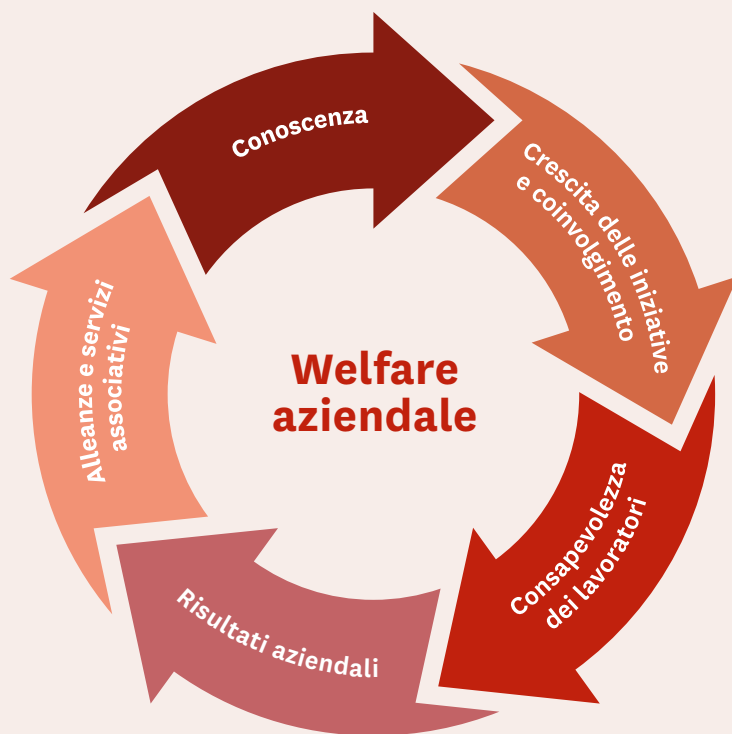 Conoscenza
Crescita delle iniziative
e coinvolgimento
Consapevolezza
dei lavoratori
Risultati aziendali
Alleanze e servizi
associativi
Welfare
aziendale